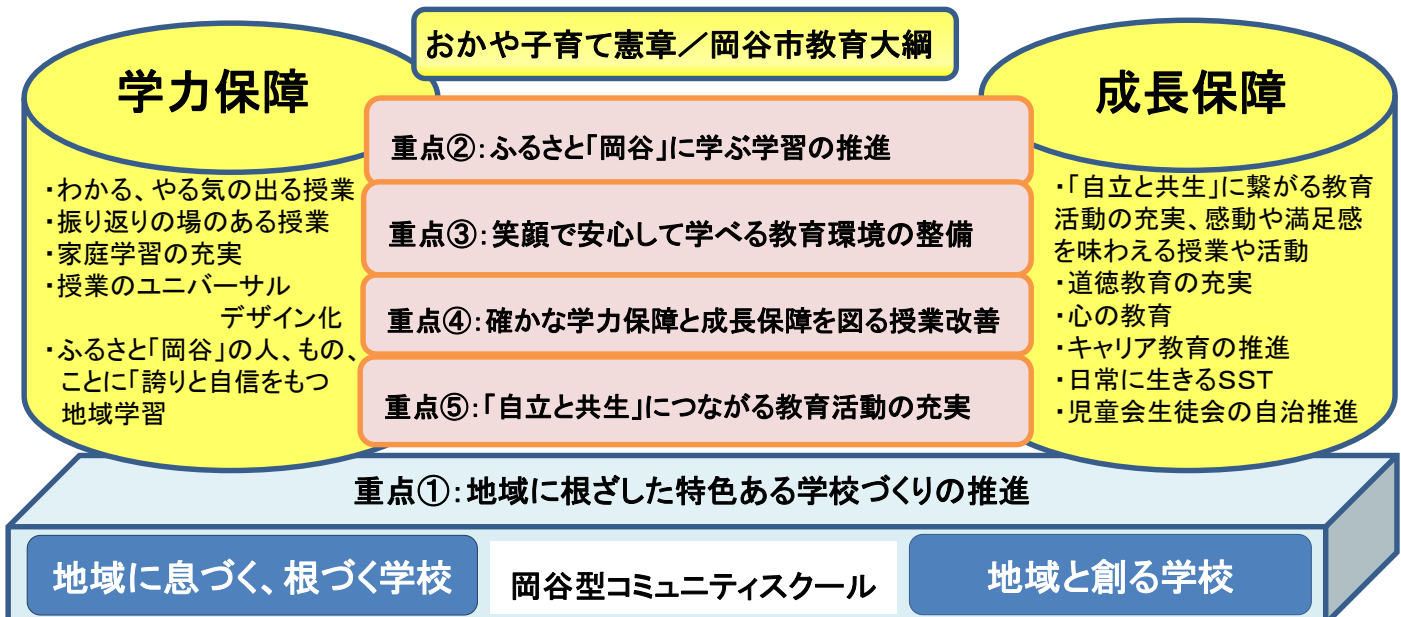 おかや子育て憲章／岡谷市教育大綱
学力保障
・わかる、やる気の出る授業
・振り返りの場のある授業
・家庭学習の充実
・授業のユニバーサル
デザイン化
・ふるさと「岡谷」の人、もの、
ことに「誇りと自信をもつ
地域学習
重点②：ふるさと「岡谷」に学ぶ学習の推進
重点③：笑顔で安心して学べる教育環境の整備
重点④：確かな学力保障と成長保障を図る授業改善
重点⑤：「自立と共生」につながる教育活動の充実
成長保障
・「自立と共生」に繋がる教育
活動の充実、感動や満足感
を味わえる授業や活動
・道徳教育の充実
・心の教育
・キャリア教育の推進
・日常に生きるSST
・児童会生徒会の自治推進
重点①：地域に根ざした特色ある学校づくりの推進
地域に息づく、根づく学校
岡谷型コミュニティスクール
地域と創る学校